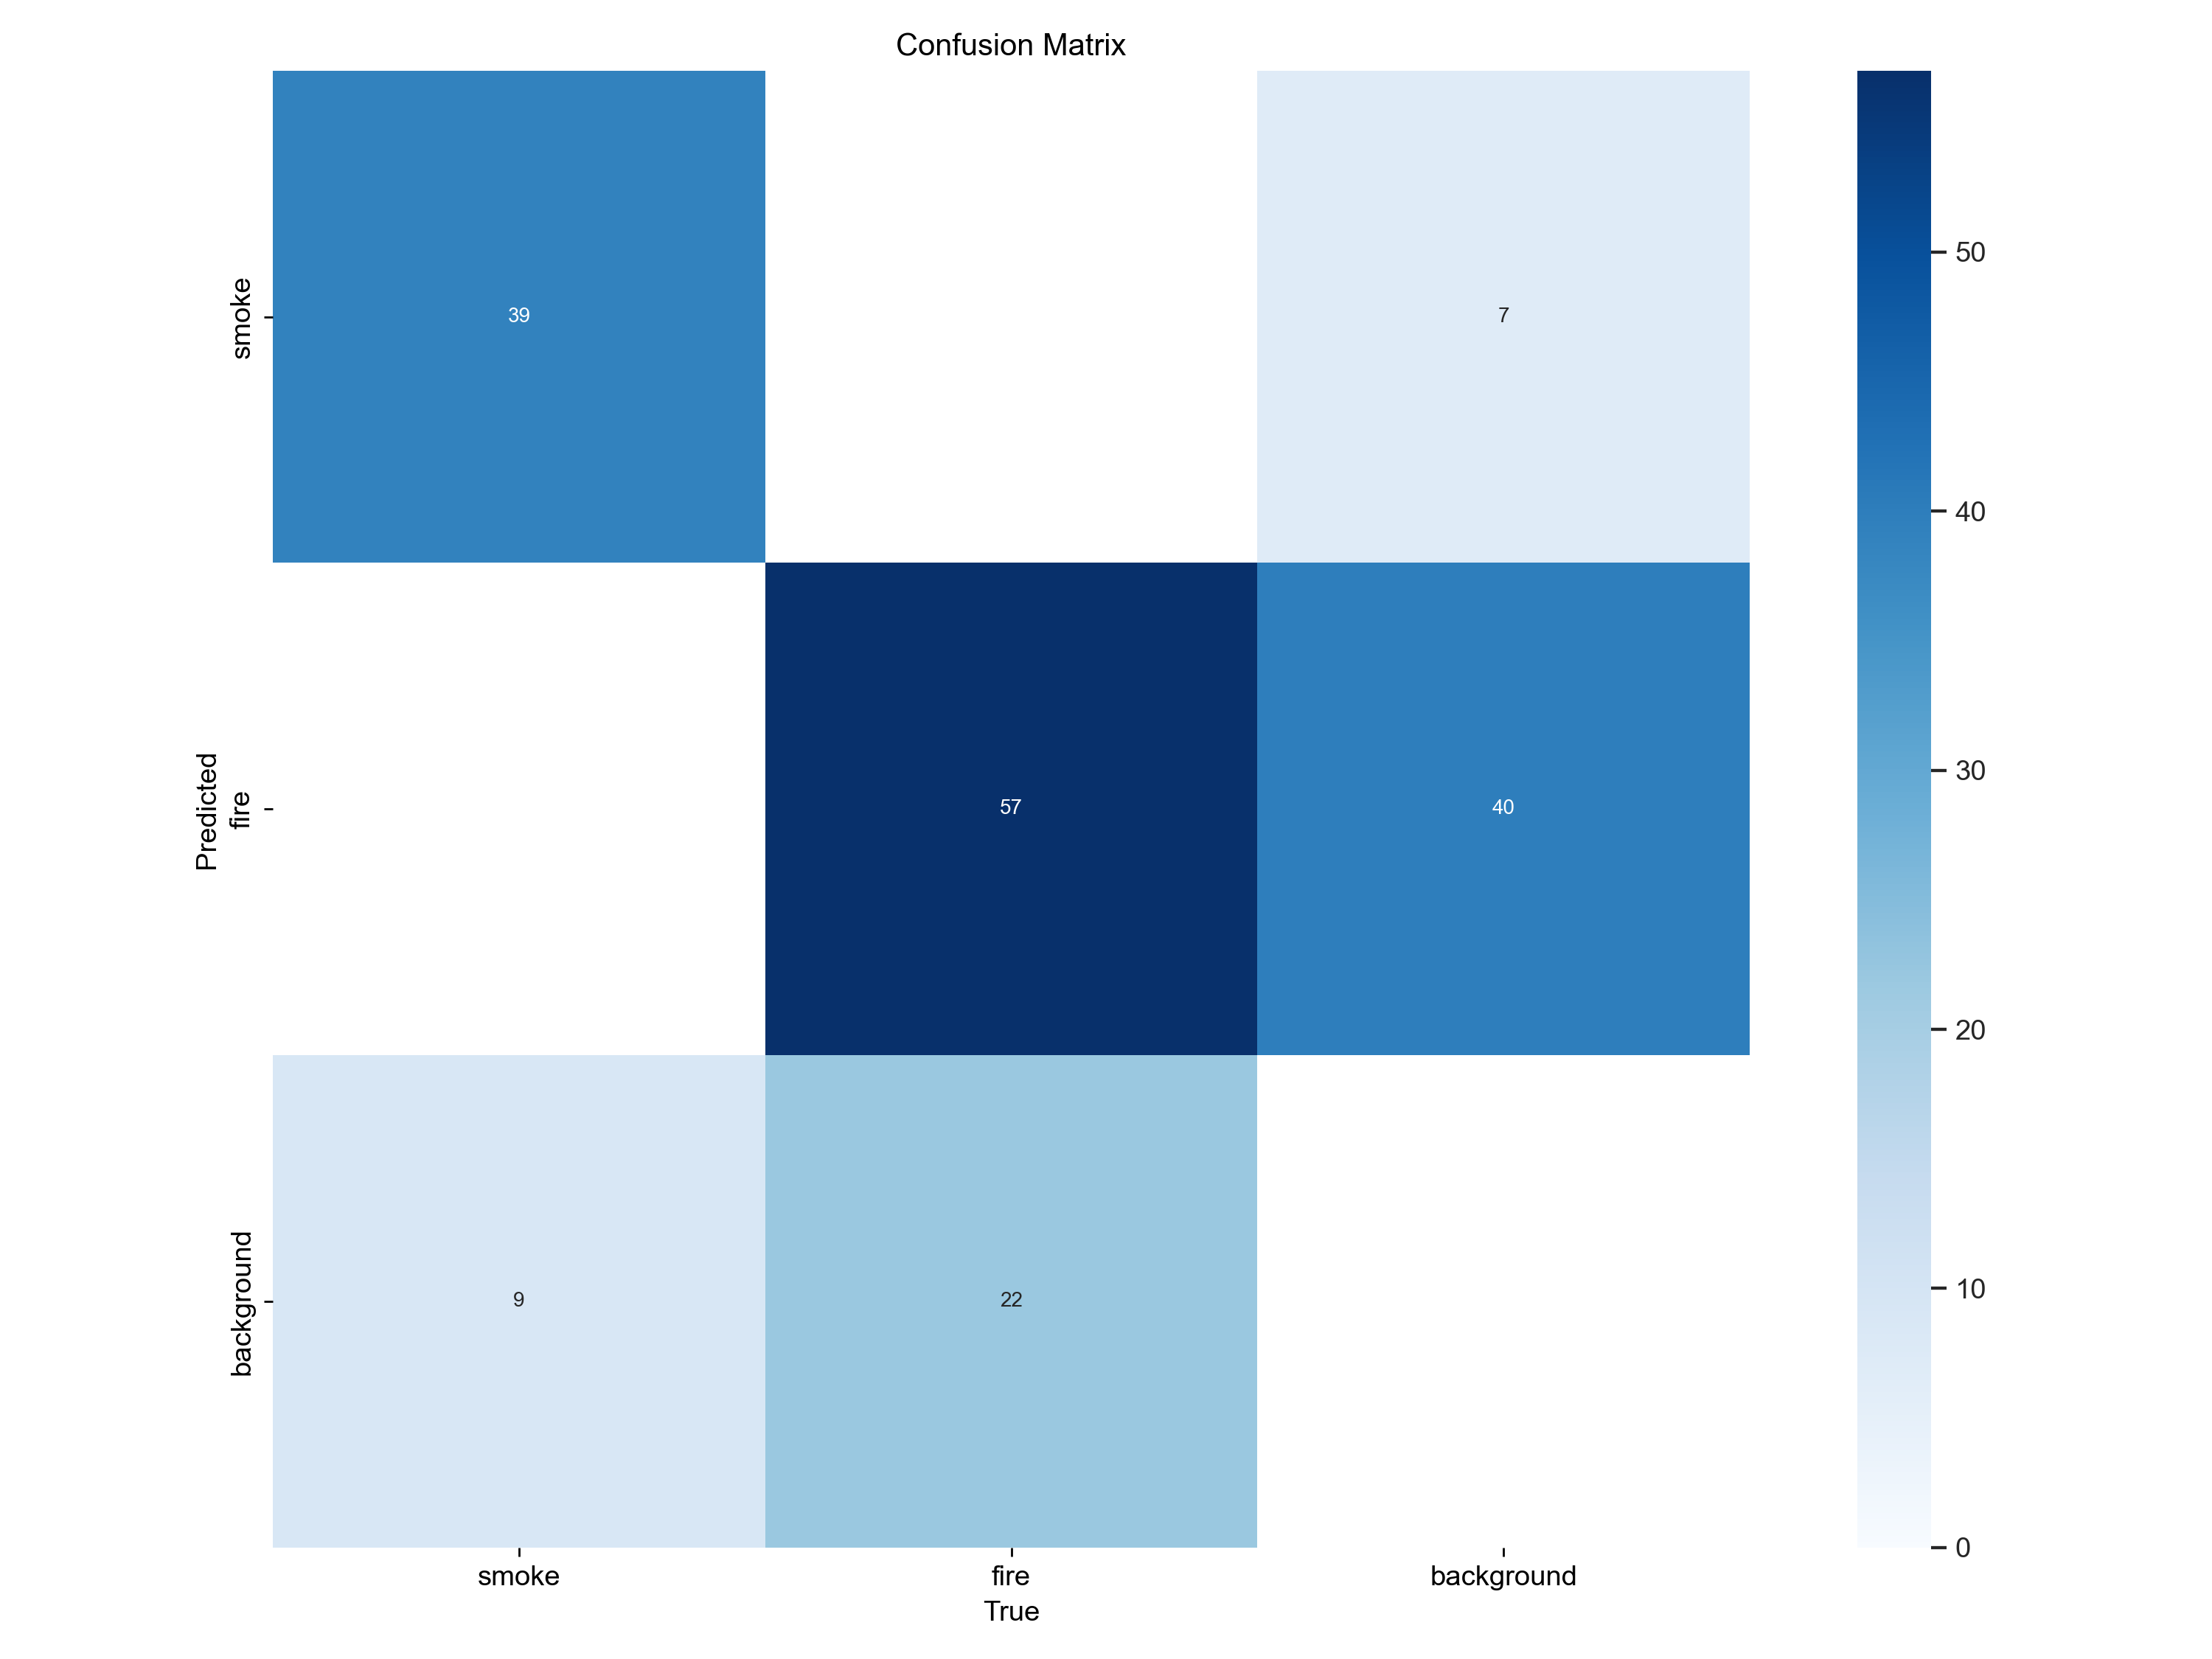 Confusion Matrix
smoke
39
7
50
40
Predicted
fire
57
40
30
20
background
9
22
10
0
smoke
fire
background
True